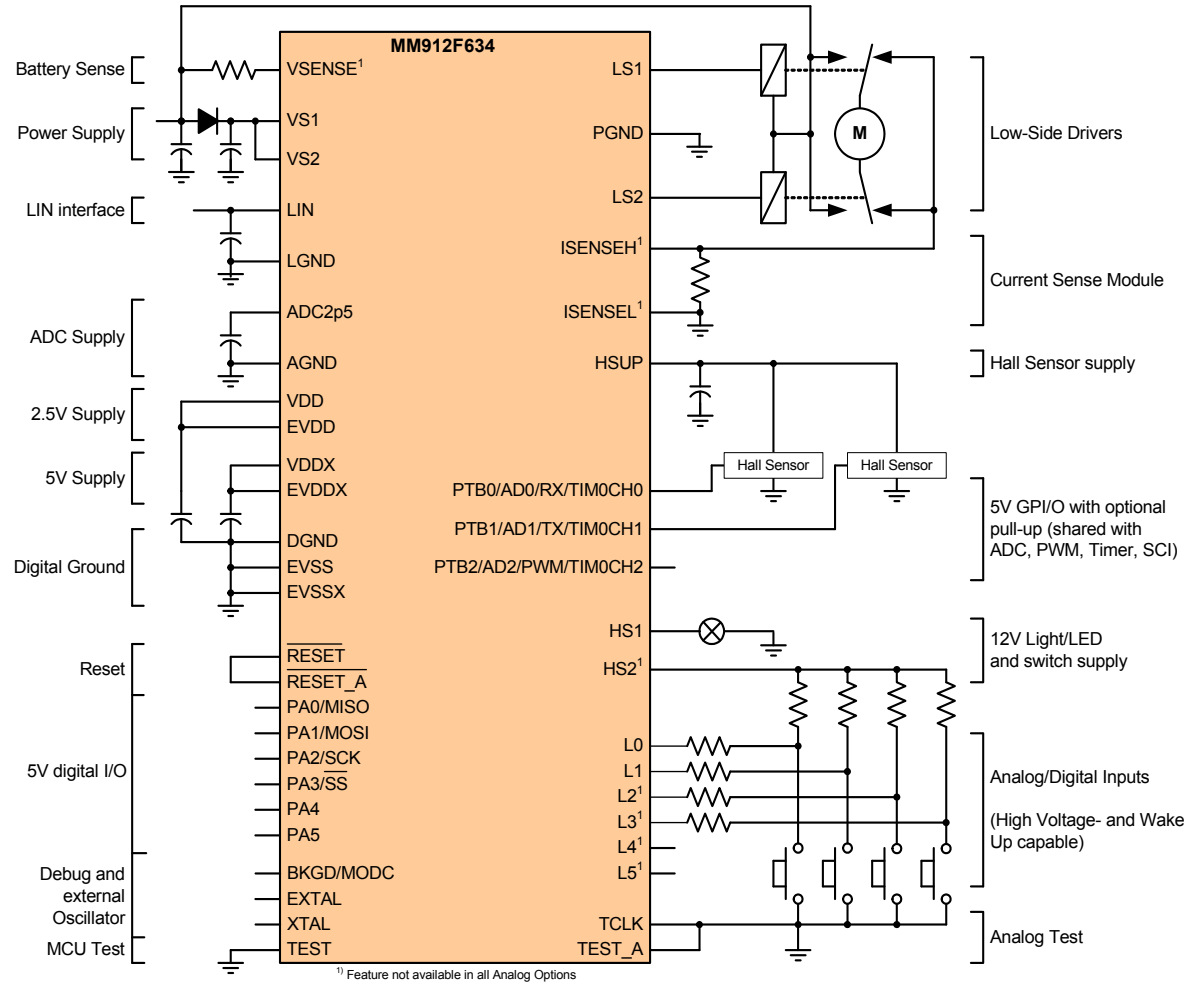 MM912F634
Battery Sense
Power Supply
LIN interface
ADC Supply
2.5V Supply
5V Supply
Digital Ground
Reset
5V digital I/O
Debug and
external
Oscillator
MCU Test
VSENSE¹
VS1
VS2
LIN
LGND
ADC2p5
AGND
VDD
EVDD
VDDX
EVDDX
DGND
EVSS
EVSSX
RESET
RESET_A
PA0/MISO
PA1/MOSI
PA2/SCK
PA3/SS
PA4
PA5
BKGD/MODC
EXTAL
XTAL
TEST
LS1
PGND
LS2
ISENSEH¹
ISENSEL¹
HSUP
PTB0/AD0/RX/TIM0CH0
PTB1/AD1/TX/TIM0CH1
PTB2/AD2/PWM/TIM0CH2
HS1
HS2¹
L0
L1
L2¹
L3¹
L4¹
L5¹
TCLK
TEST_A
M
Hall Sensor
Hall Sensor
Low-Side Drivers
Current Sense Module
Hall Sensor supply
5V GPI/O with optional
pull-up (shared with
ADC, PWM, Timer, SCI)
12V Light/LED
and switch supply
Analog/Digital Inputs
(High Voltage- and Wake
Up capable)
Analog Test
¹⁾ Feature not available in all Analog Options